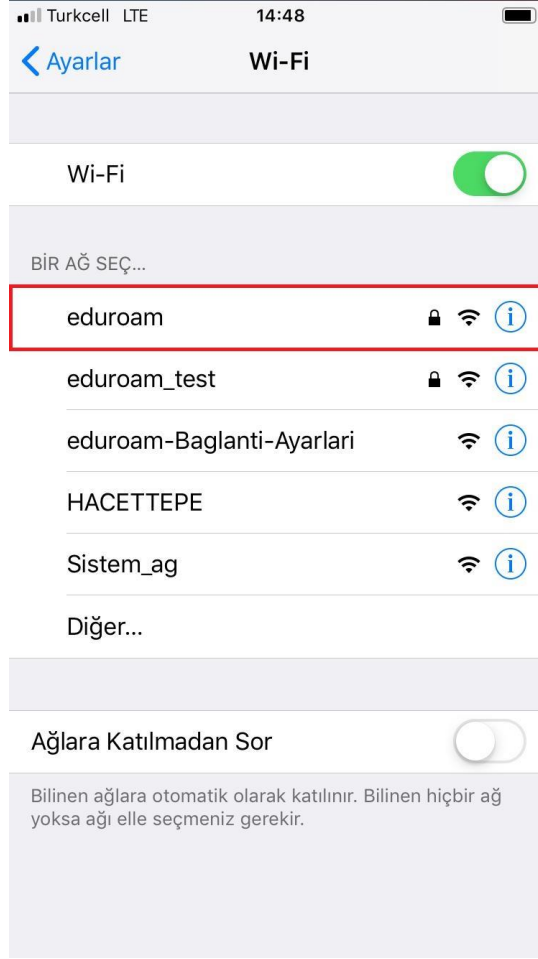 Turkcell LTE 14:48
Ayarlar Wi-Fi
Wi-Fi
BİR AĞ SEÇ...
eduroam
eduroam_test
eduroam-Baglanti-Ayarlari
HACETTEPE
Sistem_ag
Diğer...
Ağlara Katılmadan Sor
Bilinen ağlara otomatik olarak katılınır. Bilinen hiçbir ağ
yoksa ağı elle seçmeniz gerekir.